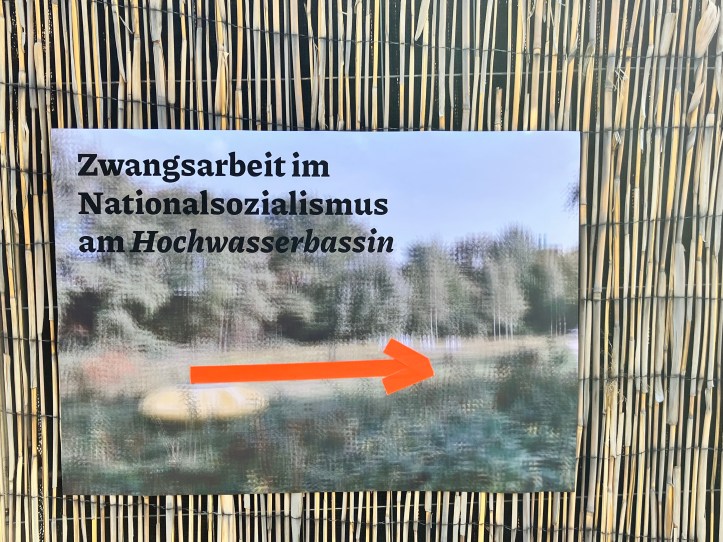 Zwangsarbeit im
Nationalsozialismus
am Hochwasserbassin